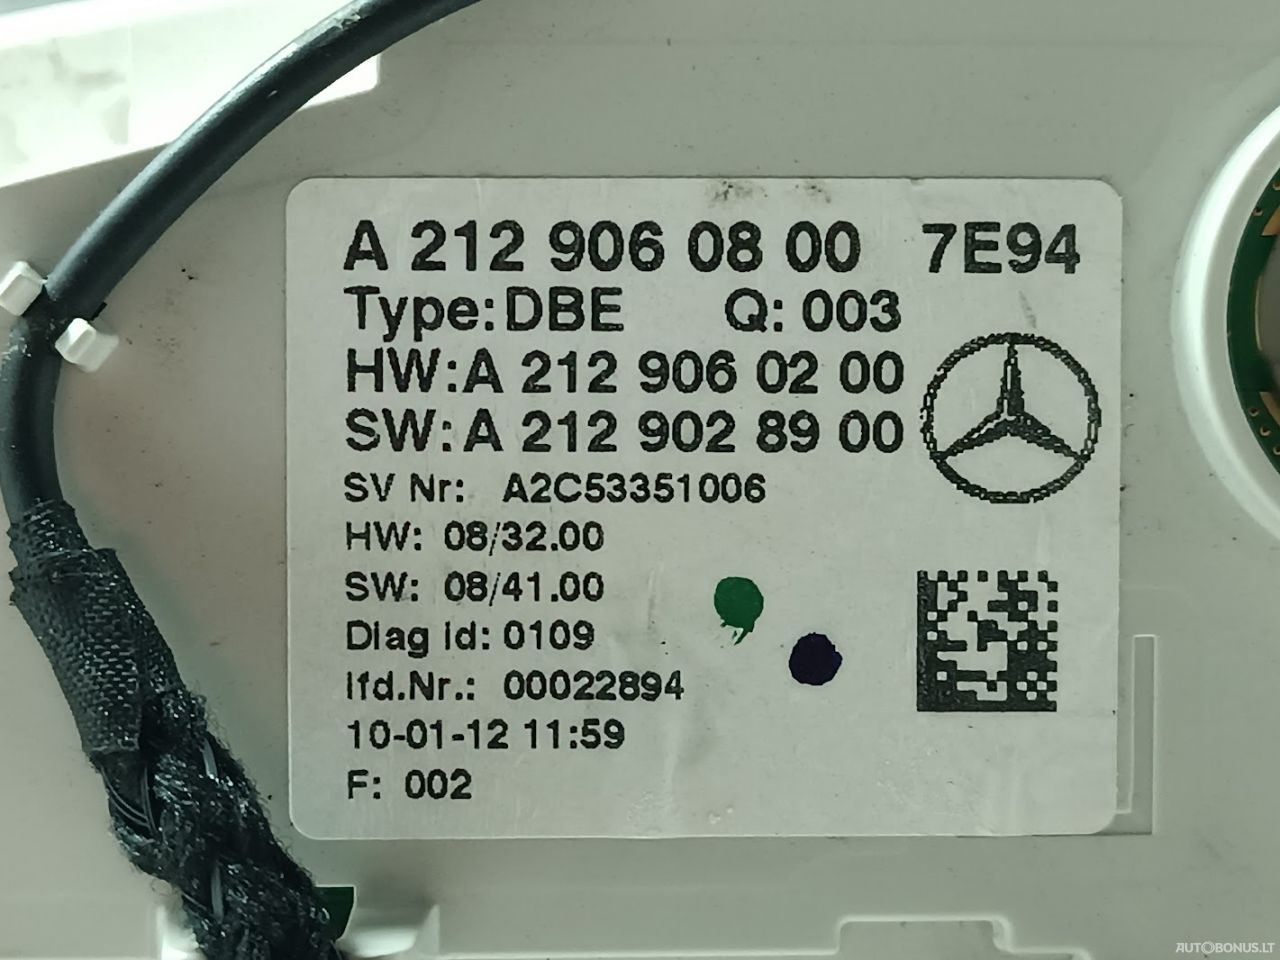 A 212 906 08 00 7E94
Type: DBE Q: 003
HW: A 212 906 02 00
SW: A 212 902 89 00
SV Nr: A2C53351006
HW: 08/32.00
SW: 08/41.00
Diag id: 0109
lfd.Nr.: 00022894
10-01-12 11:59
F: 002
AUTOBONUS.LT